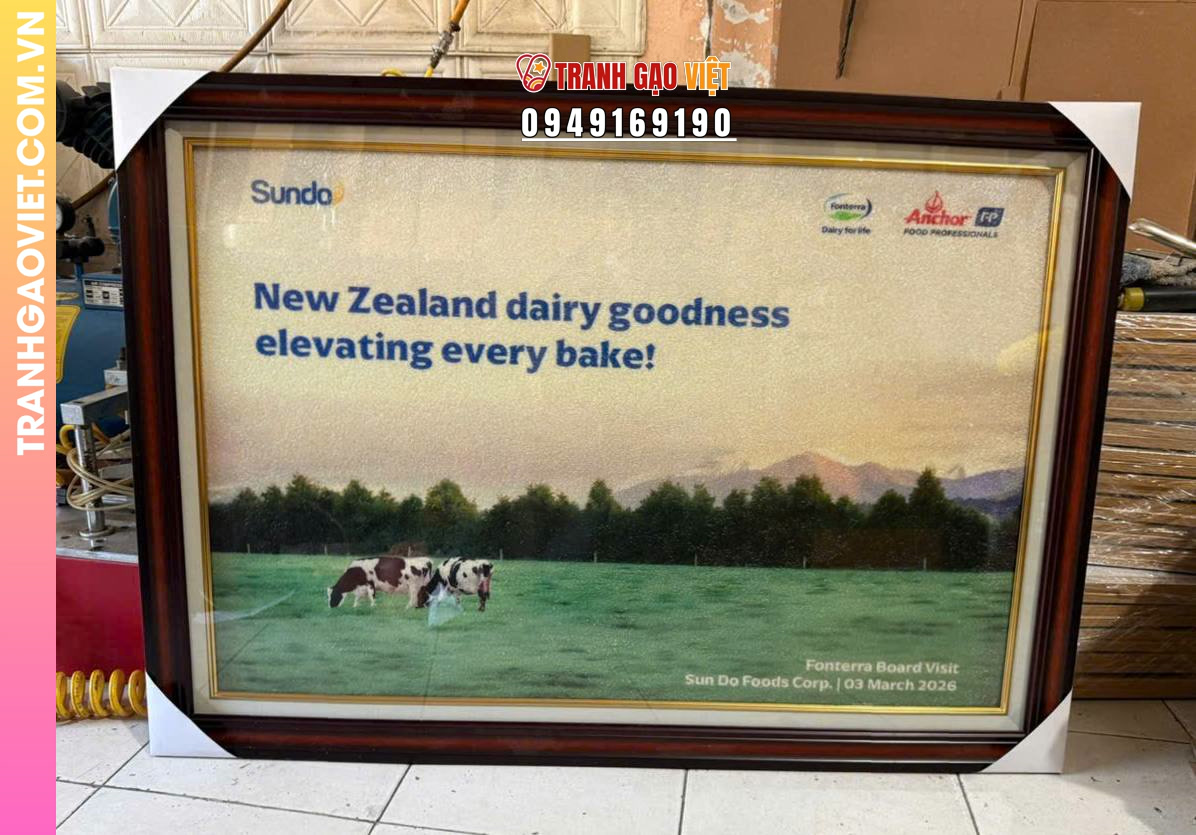 TRANHGAOVIET.COM.VN
TRANH GẠO VIỆT
0949169190
Sundo
Fonterra
Dairy for life
Anchor FP
FOOD PROFESSIONALS
New Zealand dairy goodness
elevating every bake!
Fonterra Board Visit
Sun Do Foods Corp. | 03 March 2026